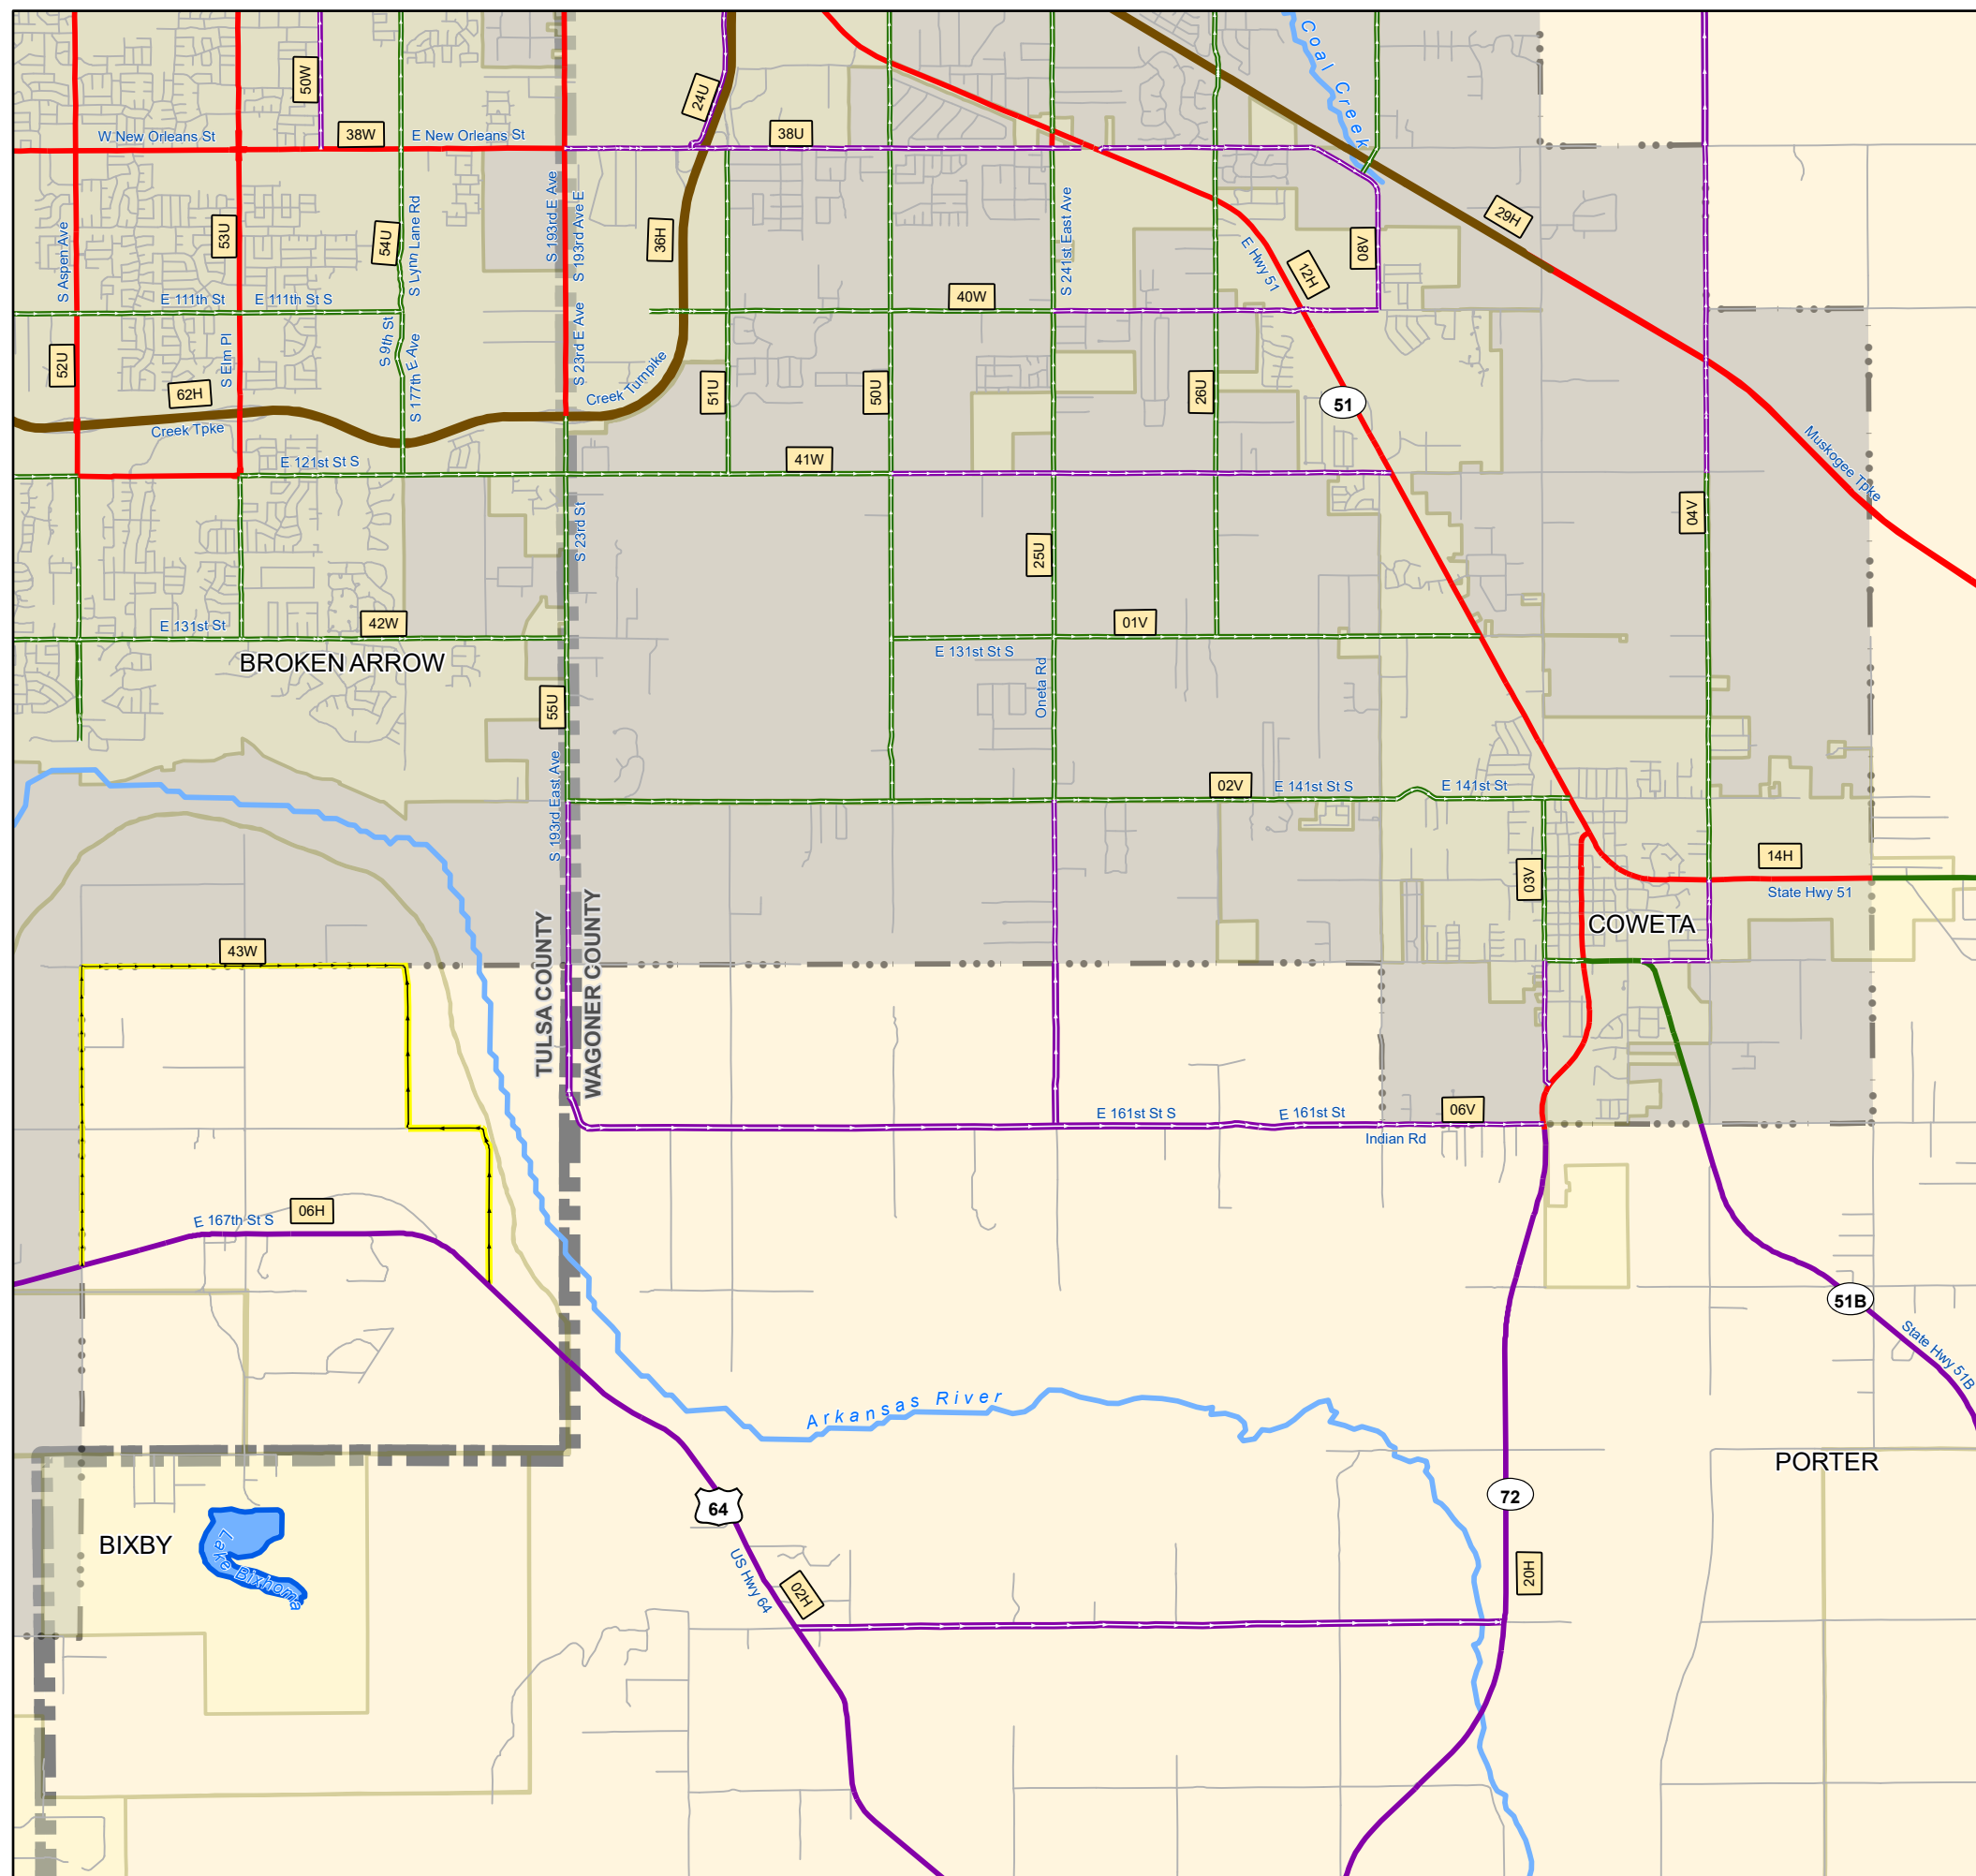 Coal Creek
50W
24U
W New Orleans St
38W
E New Orleans St
38U
S Aspen Ave
53U
54U
S Lynn Lane Rd
S 193rd E Ave
S 193rd Ave E
36H
S 241st East Ave
E Hwy 51
12H
08V
29H
E 111th St
E 111th St S
40W
52U
S Elm Pl
S 9th St
S 177th E Ave
S 23rd E Ave
Creek Turnpike
62H
Creek Tpke
51U
50U
26U
51
Muskogee Tpke
E 121st St S
41W
S 23rd St
25U
04V
E 131st St
42W
01V
E 131st St S
BROKEN ARROW
55U
Oneta Rd
S 193rd East Ave
02V
E 141st St S
E 141st St
03V
14H
State Hwy 51
COWETA
43W
TULSA COUNTY
WAGONER COUNTY
E 161st St S
E 161st St
06V
Indian Rd
E 167th St S
06H
51B
State Hwy 51B
Arkansas River
PORTER
64
72
BIXBY
Lake Bixhoma
US Hwy 64
02H
20H